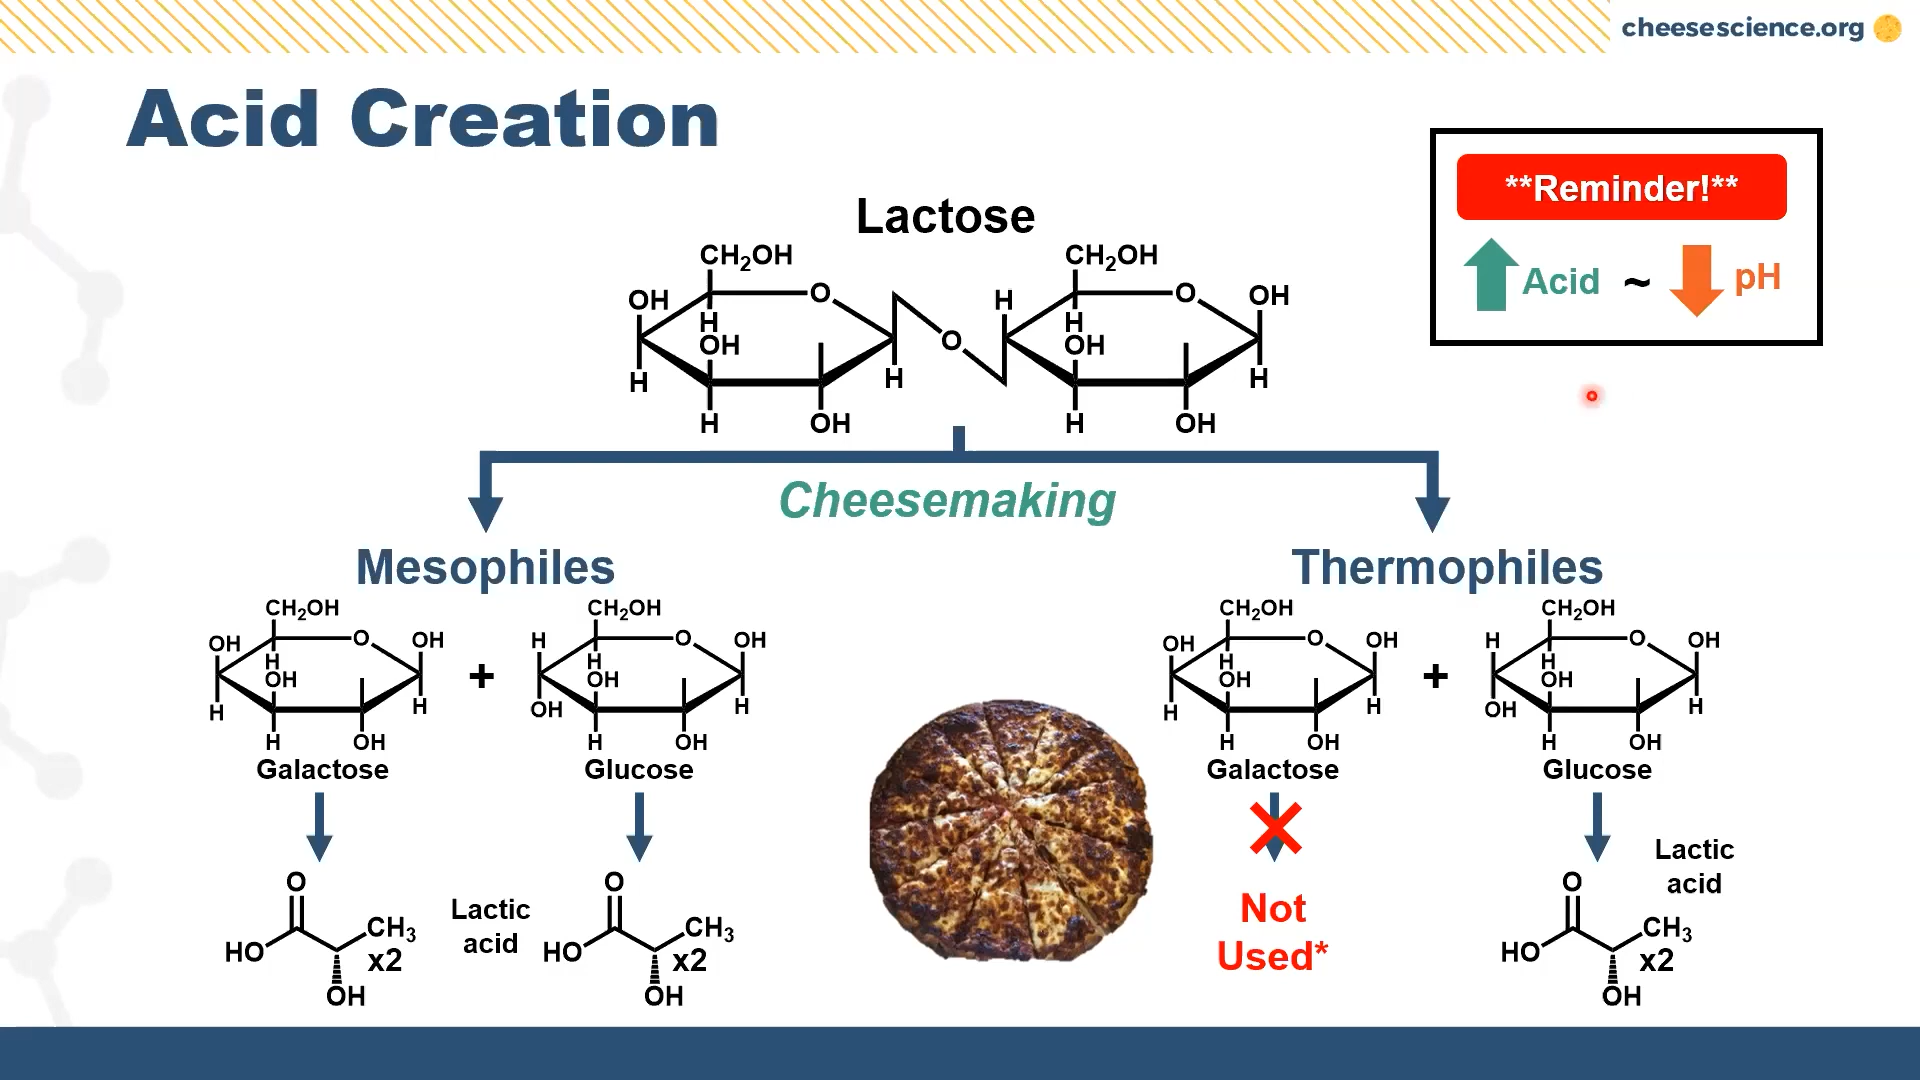 cheesescience.org
Acid Creation
**Reminder!**
Acid ~ pH
Lactose
CH2OH CH2OH
OH O H O OH
H H
OH O OH
H H H
H OH H OH
Cheesemaking
Mesophiles Thermophiles
CH2OH CH2OH CH2OH CH2OH
OH O OH H O OH OH O OH H O OH
H H H H
OH OH OH OH
H H OH H H H OH H
H OH H OH H OH H OH
+ +
Galactose Glucose Galactose Glucose
O O O
Lactic acid
Lactic
acid
HO CH3 x2 OH
HO CH3 x2 OH
Not
Used*
Lactic
acid
HO CH3 x2 OH